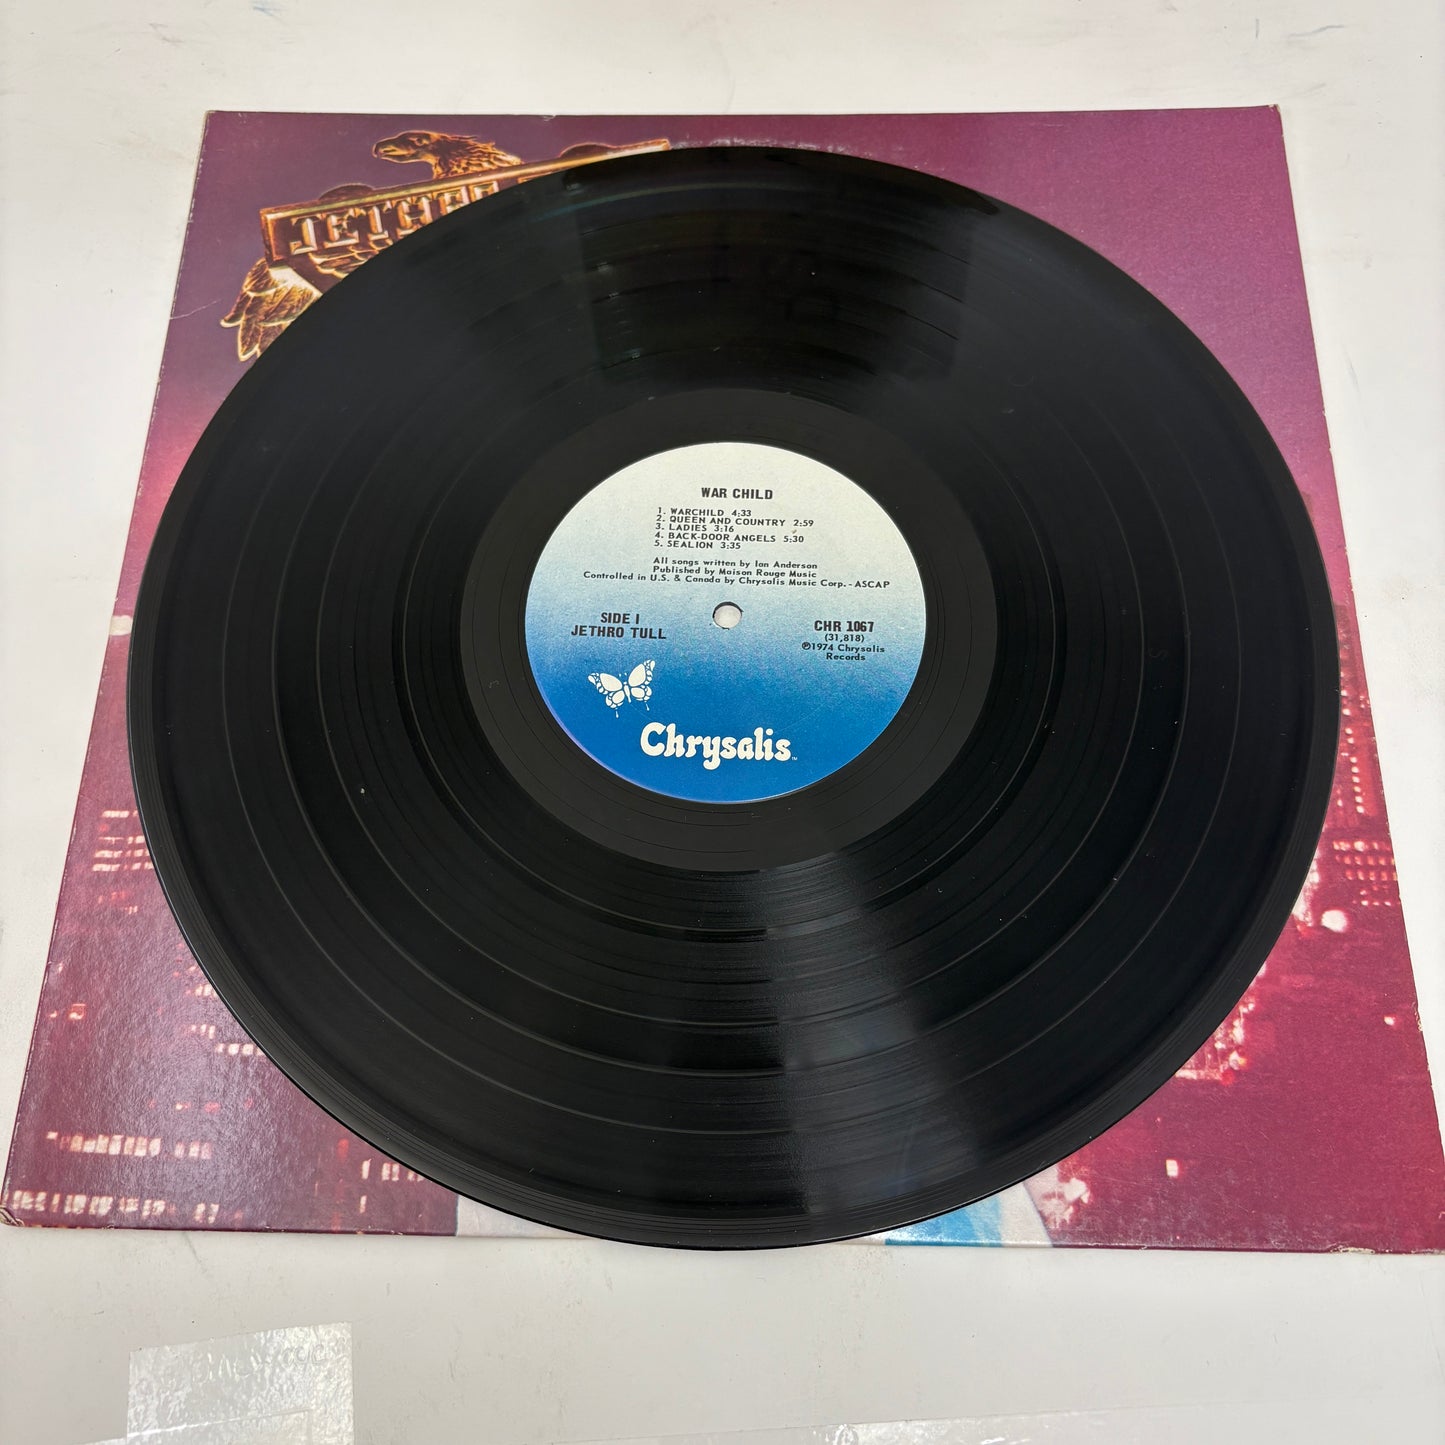 JETHRO
WAR CHILD
1. WARCHILD 4:33
2. QUEEN AND COUNTRY 2:59
3. LADIES 3:16
4. BACK-DOOR ANGELS 5:30
5. SEALION 3:35
All songs written by Ian Anderson
Published by Maison Rouge Music
Controlled in U.S. & Canada by Chrysalis Music Corp. - ASCAP
SIDE I
JETHRO TULL
CHR 1067
(31,818)
℗1974 Chrysalis
Records
Chrysalis™